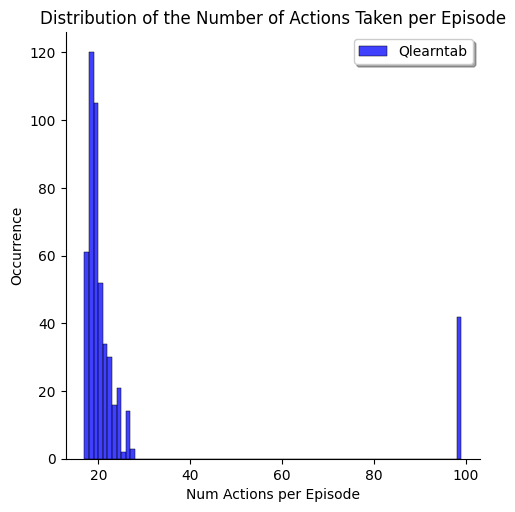 Distribution of the Number of Actions Taken per Episode
Qlearntab
120
100
80
60
40
20
0
Occurrence
20 40 60 80 100
Num Actions per Episode